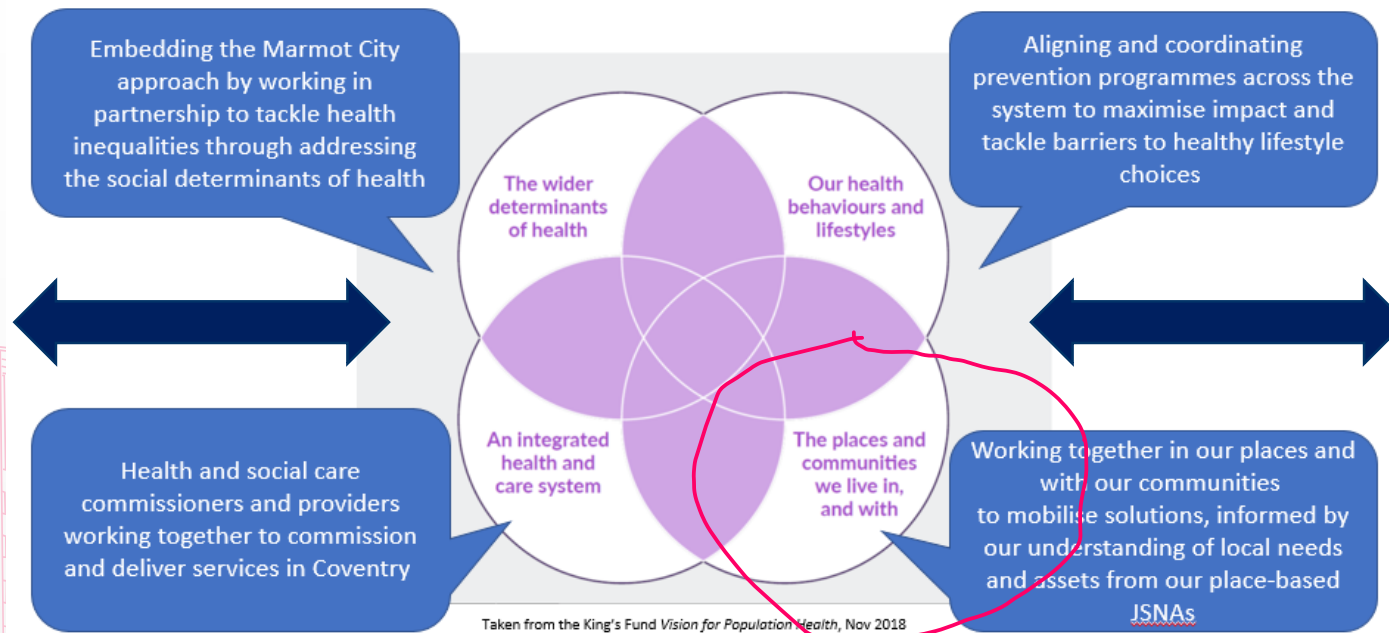 Embedding the Marmot City
approach by working in
partnership to tackle health
inequalities through addressing
the social determinants of health
Aligning and coordinating
prevention programmes across the
system to maximise impact and
tackle barriers to healthy lifestyle
choices
The wider
determinants
of health
Our health
behaviours and
lifestyles
An integrated
health and
care system
The places and
communities
we live in,
and with
Health and social care
commissioners and providers
working together to commission
and deliver services in Coventry
Working together in our places and
with our communities
to mobilise solutions, informed by
our understanding of local needs
and assets from our place-based
JSNAs
Taken from the King's Fund Vision for Population Health, Nov 2018